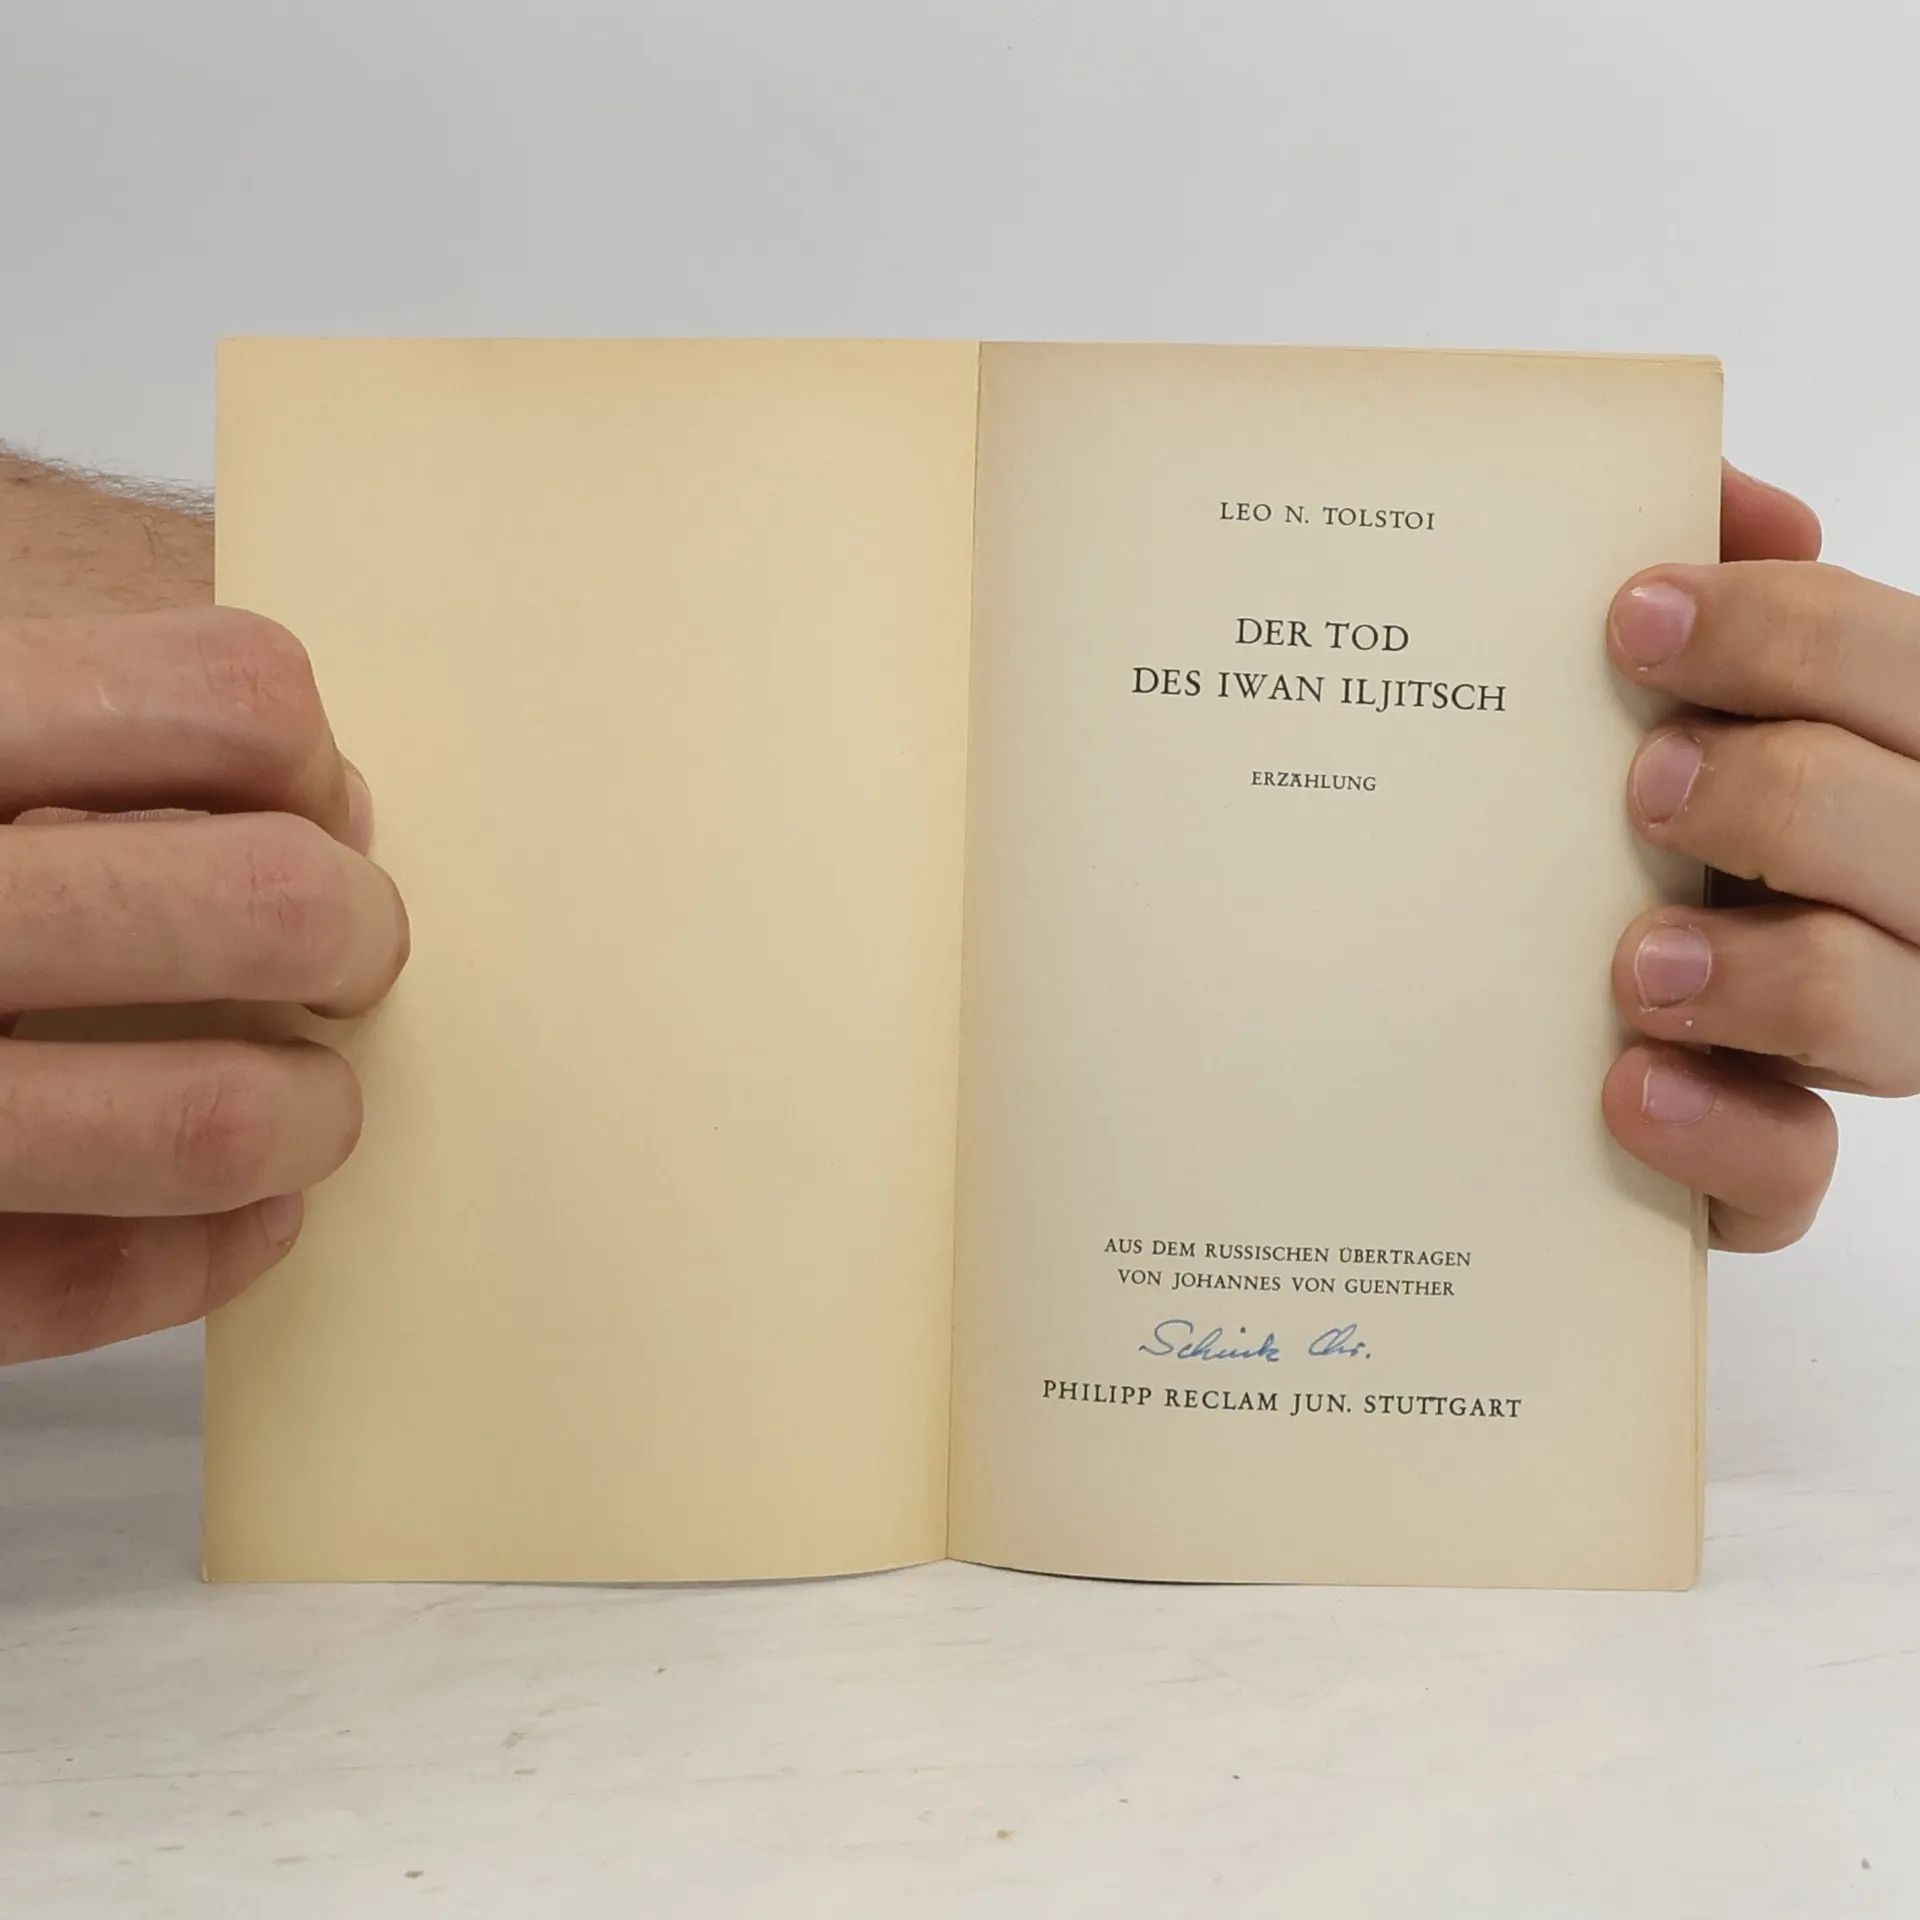 LEO N. TOLSTOI
DER TOD
DES IWAN ILJITSCH
ERZÄHLUNG
AUS DEM RUSSISCHEN ÜBERTRAGEN
VON JOHANNES VON GUENTHER
Chr.
PHILIPP RECLAM JUN. STUTTGART